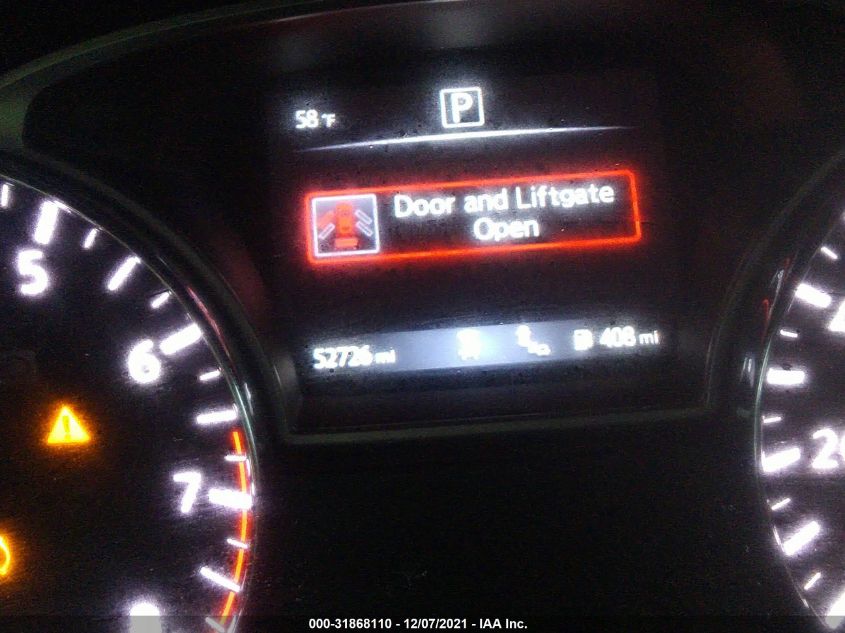 58 °F
P
Door and Liftgate
Open
52726 mi
408 mi
5
6
7
20
000-31868110 - 12/07/2021 - IAA Inc.